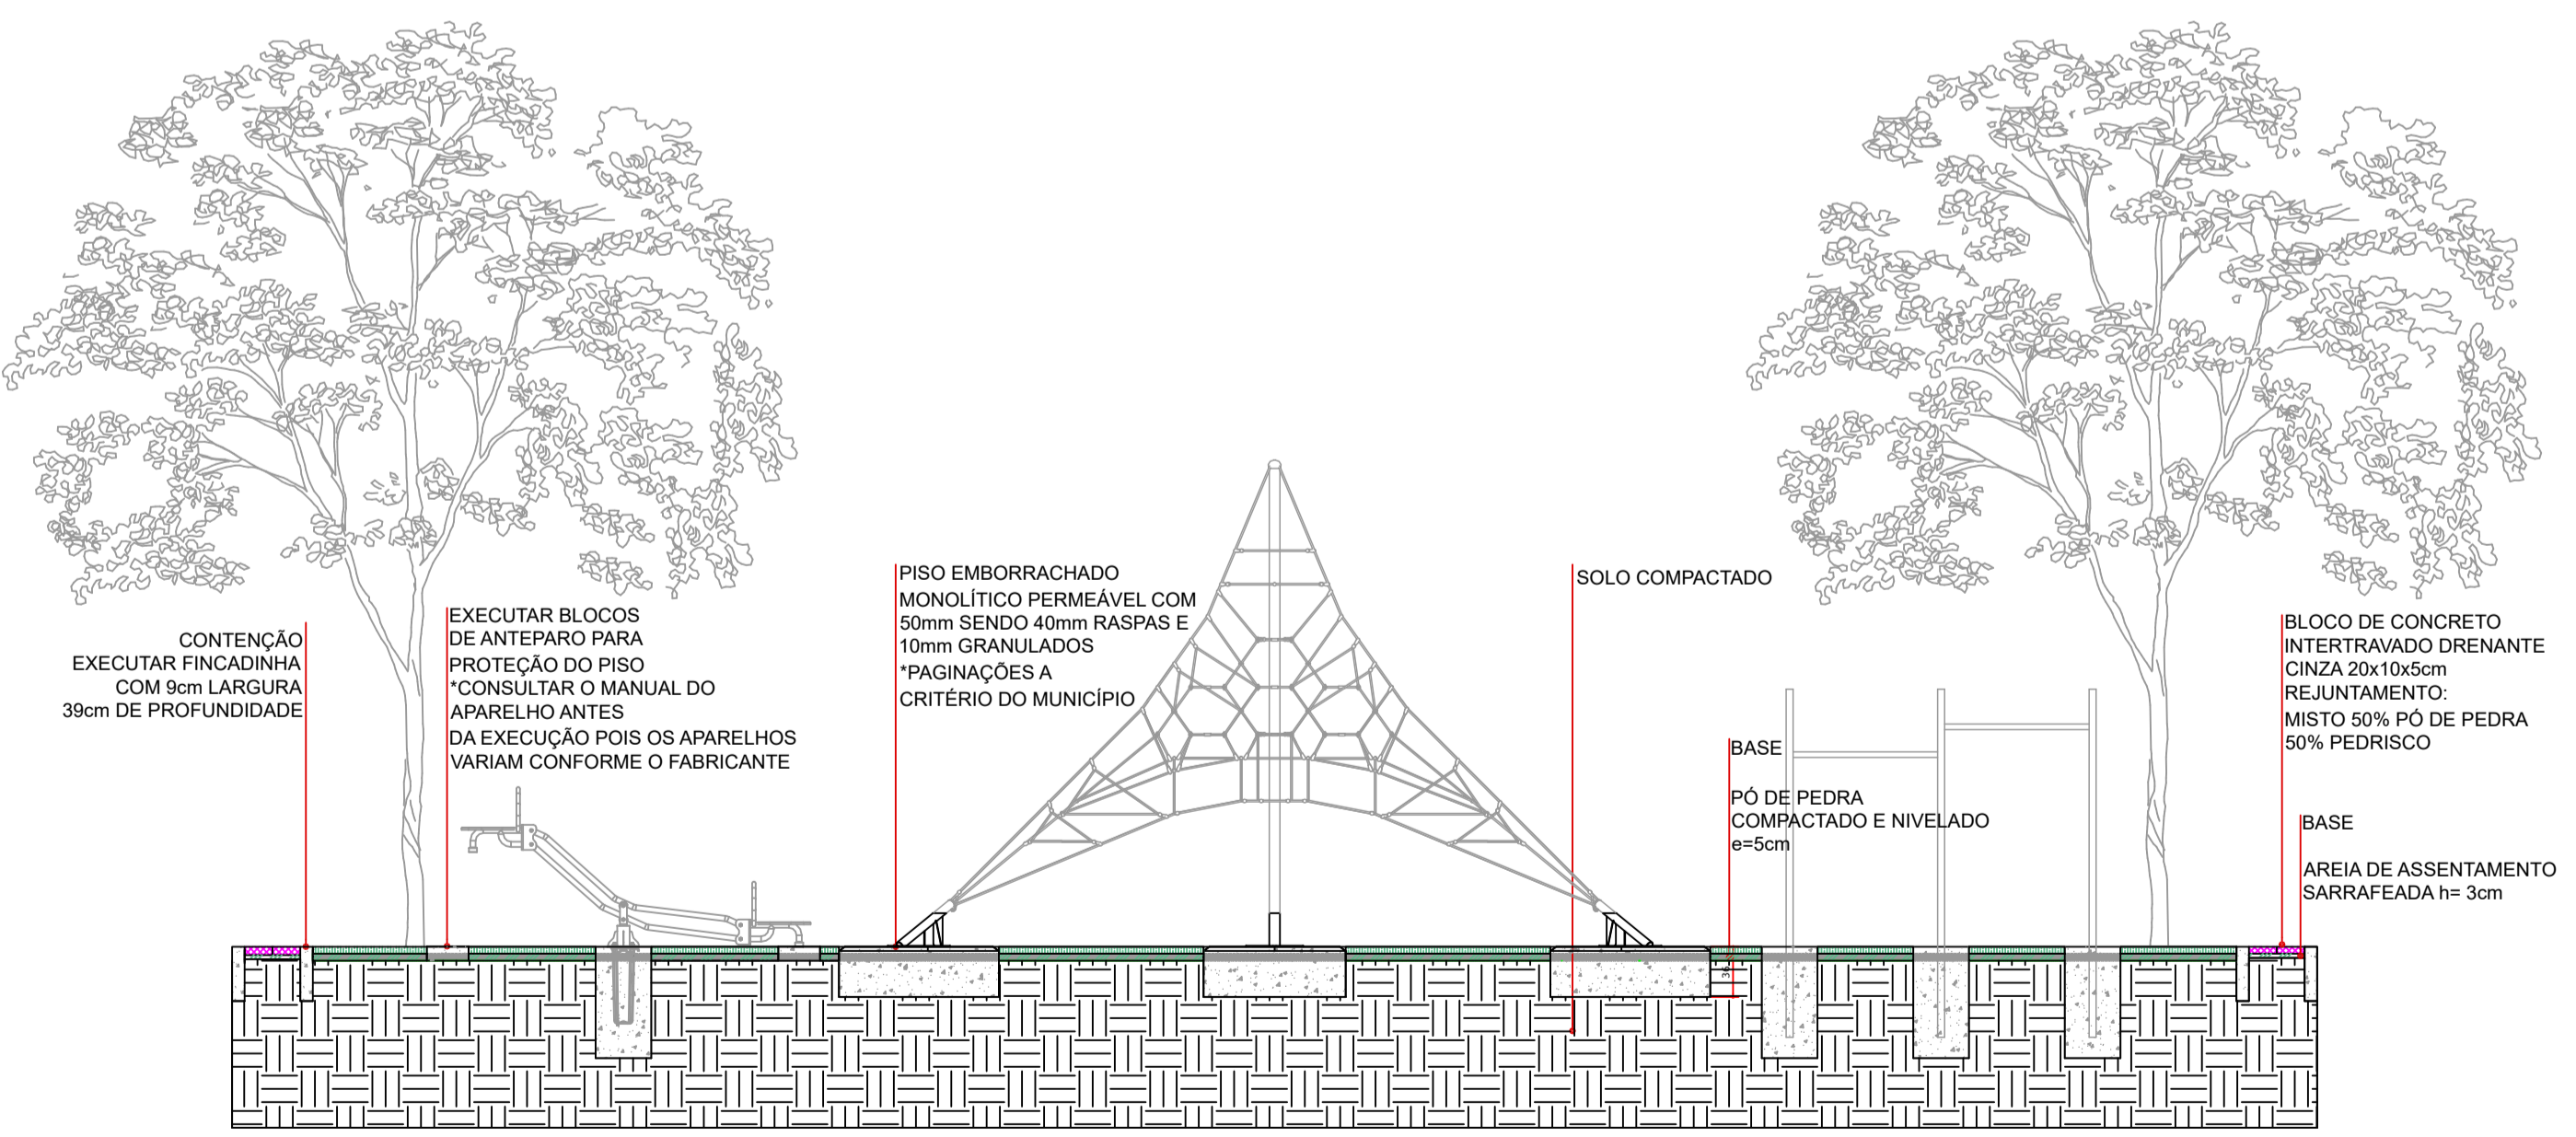 CONTENÇÃO
EXECUTAR FINCADINHA
COM 9cm LARGURA
39cm DE PROFUNDIDADE
EXECUTAR BLOCOS
DE ANTEPARO PARA
PROTEÇÃO DO PISO
*CONSULTAR O MANUAL DO
APARELHO ANTES
DA EXECUÇÃO POIS OS APARELHOS
VARIAM CONFORME O FABRICANTE
PISO EMBORRACHADO
MONOLÍTICO PERMEÁVEL COM
50mm SENDO 40mm RASPAS E
10mm GRANULADOS
*PAGINAÇÕES A
CRITÉRIO DO MUNICÍPIO
SOLO COMPACTADO
BASE
PÓ DE PEDRA
COMPACTADO E NIVELADO
e=5cm
BLOCO DE CONCRETO
INTERTRAVADO DRENANTE
CINZA 20x10x5cm
REJUNTAMENTO:
MISTO 50% PÓ DE PEDRA
50% PEDRISCO
BASE
AREIA DE ASSENTAMENTO
SARRAFEADA h= 3cm